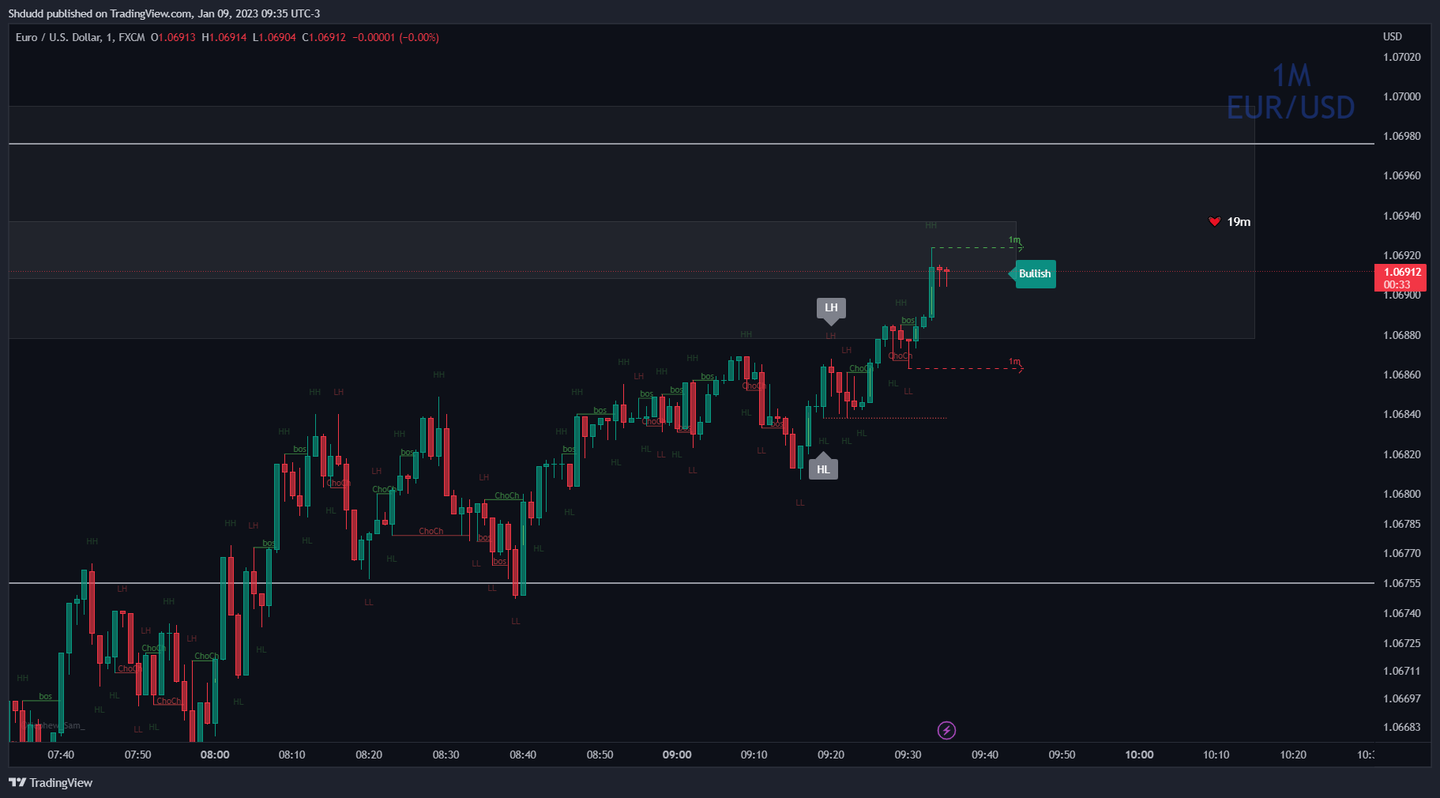 Shdudd published on TradingView.com, Jan 09, 2023 09:35 UTC-3
Euro / U.S. Dollar, 1, FXCM O1.06913 H1.06914 L1.06904 C1.06912 −0.00001 (−0.00%)
USD
1.07020
1M
EUR/USD
1.07000
1.06980
1.06960
19m
1.06940
HH
1m
1.06920
Bullish
1.06912
00:33
1.06900
LH
HH
bos
HH
LH
1.06880
HH
HH
LH
ChoCh
HH
LH
HH
ChoCh
1m
1.06860
HH
bos
ChoCh
HL
LL
HH
LH
bos
bos
bos
HL
1.06840
HH
HH
HH
ChoCh
bos
HL
HL
HL
1.06820
bos
bos
bos
HL
LL
HL
LL
LL
HL
LH
LH
ChoCh
ChoCh
ChoCh
LL
1.06800
HL
HL
HH
LH
ChoCh
bos
1.06785
HH
HL
bos
HL
HL
LL
bos
1.06770
LH
LL
LL
1.06755
HH
LL
1.06740
LH
LH
ChoCh
HL
1.06725
ChoCh
ChoCh
1.06711
HH
bos
HL
ChoCh
HL
1.06697
HL
LL
HL
1.06683
07:40 07:50 08:00 08:10 08:20 08:30 08:40 08:50 09:00 09:10 09:20 09:30 09:40 09:50 10:00 10:10 10:20
TradingView